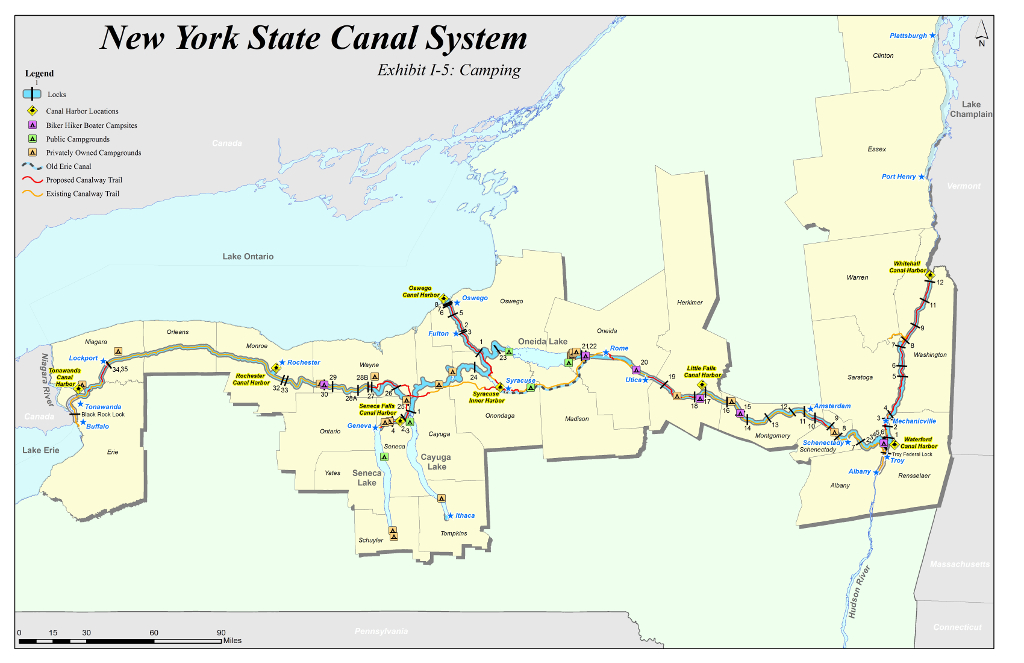 New York State Canal System
Exhibit I-5: Camping
Legend
Locks
Canal Harbor Locations
Biker Hiker Boater Campsites
Public Campgrounds
Privately Owned Campgrounds
Old Erie Canal
Proposed Canalway Trail
Existing Canalway Trail
N
Plattsburgh
Clinton
Lake
Champlain
Canada
Essex
Port Henry
Vermont
Lake Ontario
Whitehall
Canal Harbor
Warren
12
11
9
8
7
6
5
Washington
Saratoga
4
3
Mechanicville
2
1
Oswego
Canal Harbor
Oswego
8
6
5
Oswego
Fulton
2
3
1
Herkimer
Oneida
Oneida Lake
23
21,22
Rome
20
Utica
19
Little Falls
Canal Harbor
18
17
16
15
14
13
12
11
10
9
8
Amsterdam
Montgomery
Schenectady
Schenectady
Waterford
Canal Harbor
Troy Federal Lock
Troy
Albany
Albany
Rensselaer
Orleans
Niagara
Monroe
Lockport
34,35
Niagara River
Tonawanda
Canal
Harbor
Tonawanda
Black Rock Lock
Buffalo
Canada
Lake Erie
Erie
Rochester
Rochester
Canal Harbor
32
33
30
29
28B
28A
27
26
25
24
Wayne
Seneca Falls
Canal Harbor
Geneva
4
2-3
1
Ontario
Seneca
Cayuga
Syracuse
Syracuse
Inner Harbor
Onondaga
Madison
Yates
Seneca
Lake
Cayuga
Lake
Ithaca
Schuyler
Tompkins
Hudson River
Massachusetts
Connecticut
Pennsylvania
0 15 30 60 90
Miles